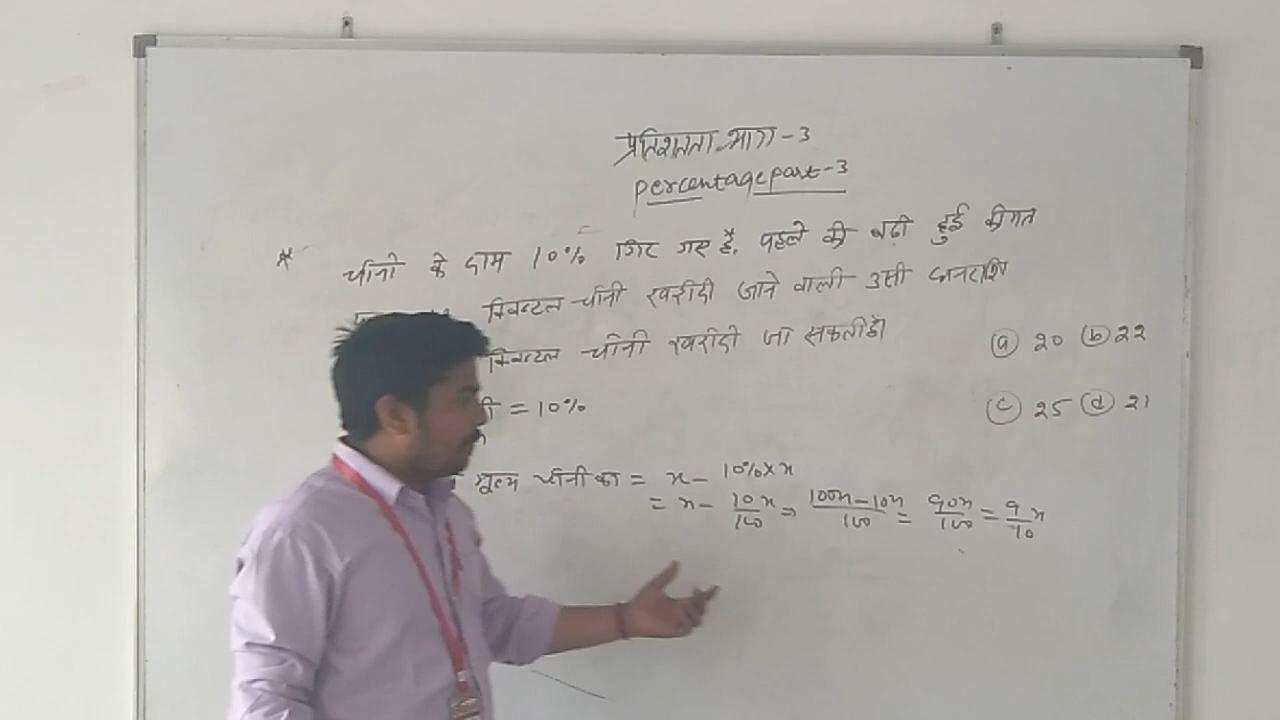 प्रतिशतता भाग-3
percentage part-3
* चीनी के दाम 10% गिर गए है, पहले की बढ़ी हुई कीमत
क्विन्टल चीनी खरीदी जाने वाली उसी धनराशि
क्विन्टल चीनी खरीदी जा सकती है।
(a) 20 (b) 22
= 10%
(c) 25 (d) 21
मूल्य चीनी का = x - 10% × x
= x - 10x/100 = 100x - 10x/100 = 90x/100 = 9/10 x